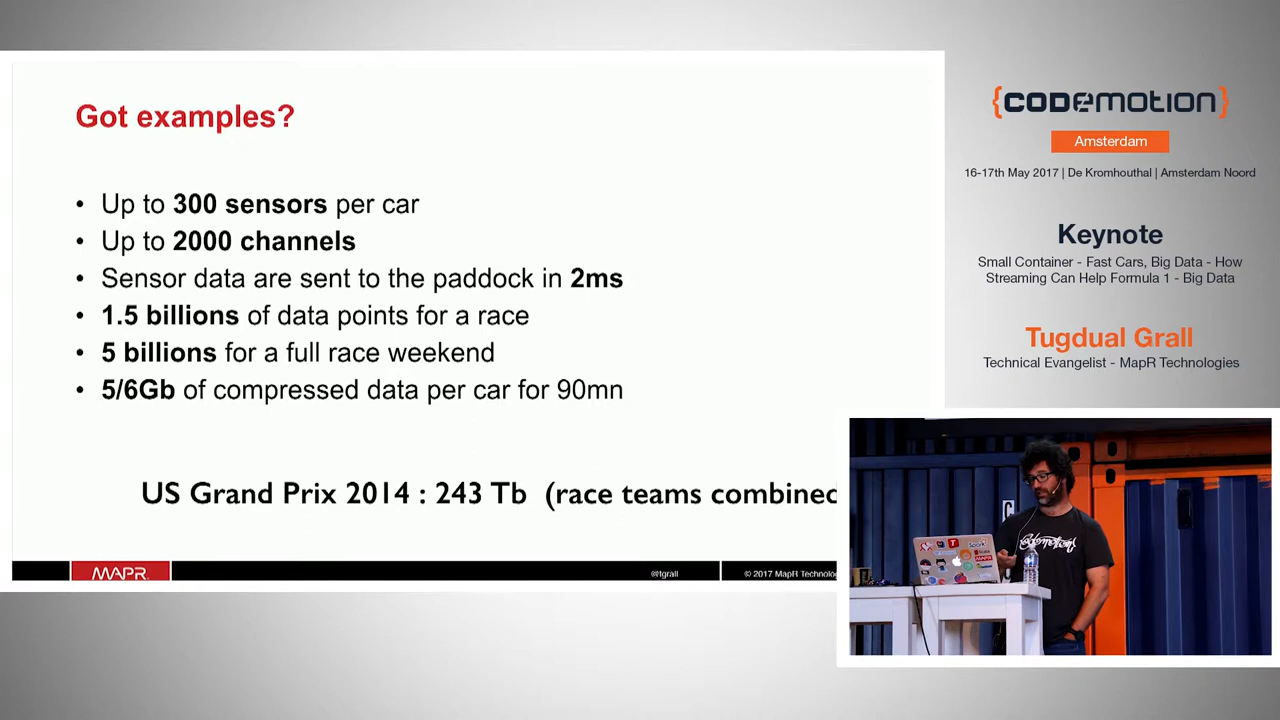 Got examples?
• Up to 300 sensors per car
• Up to 2000 channels
• Sensor data are sent to the paddock in 2ms
• 1.5 billions of data points for a race
• 5 billions for a full race weekend
• 5/6Gb of compressed data per car for 90mn
US Grand Prix 2014 : 243 Tb (race teams combined
MAPR
@tgrall
© 2017 MapR Technolo
{CODEMOTION}
Amsterdam
16-17th May 2017 | De Kromhouthal | Amsterdam Noord
Keynote
Small Container - Fast Cars, Big Data - How
Streaming Can Help Formula 1 - Big Data
Tugdual Grall
Technical Evangelist - MapR Technologies
codemotion